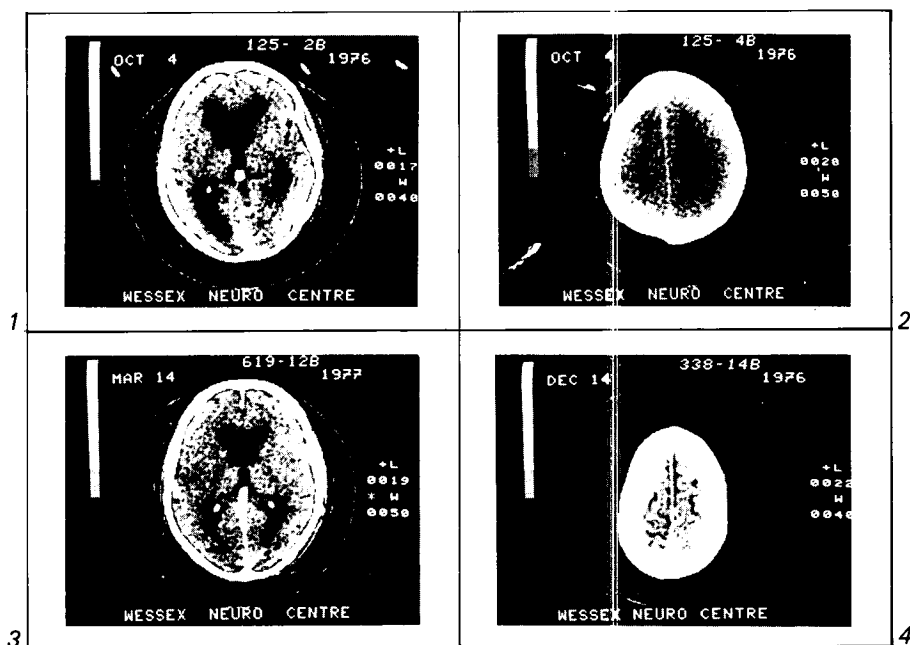 125- 2B
OCT 4 1976
+L
0017
W
0040
WESSEX NEURO CENTRE
1
125- 4B
OCT 1976
+L
0020
W
0050
WESSEX NEURO CENTRE
2
619-12B
MAR 14 1977
+L
0019
* W
0050
WESSEX NEURO CENTRE
3
338-14B
DEC 14 1976
+L
0022
W
0040
WESSEX NEURO CENTRE
4